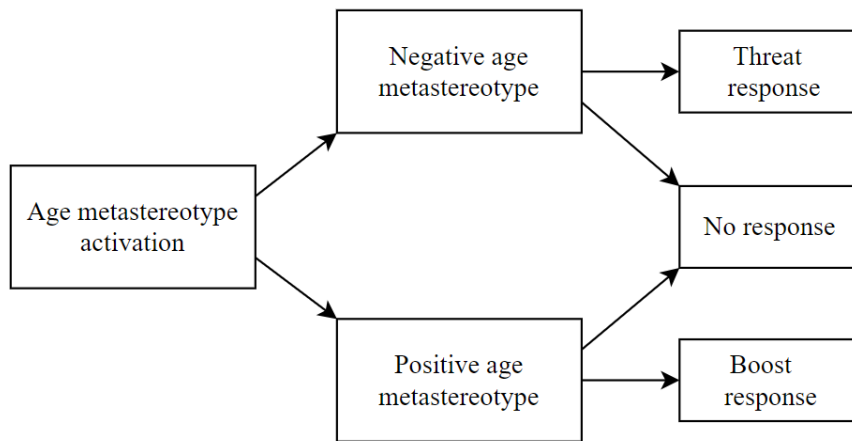 Negative age
metastereotype
Threat
response
Age metastereotype
activation
No response
Positive age
metastereotype
Boost
response